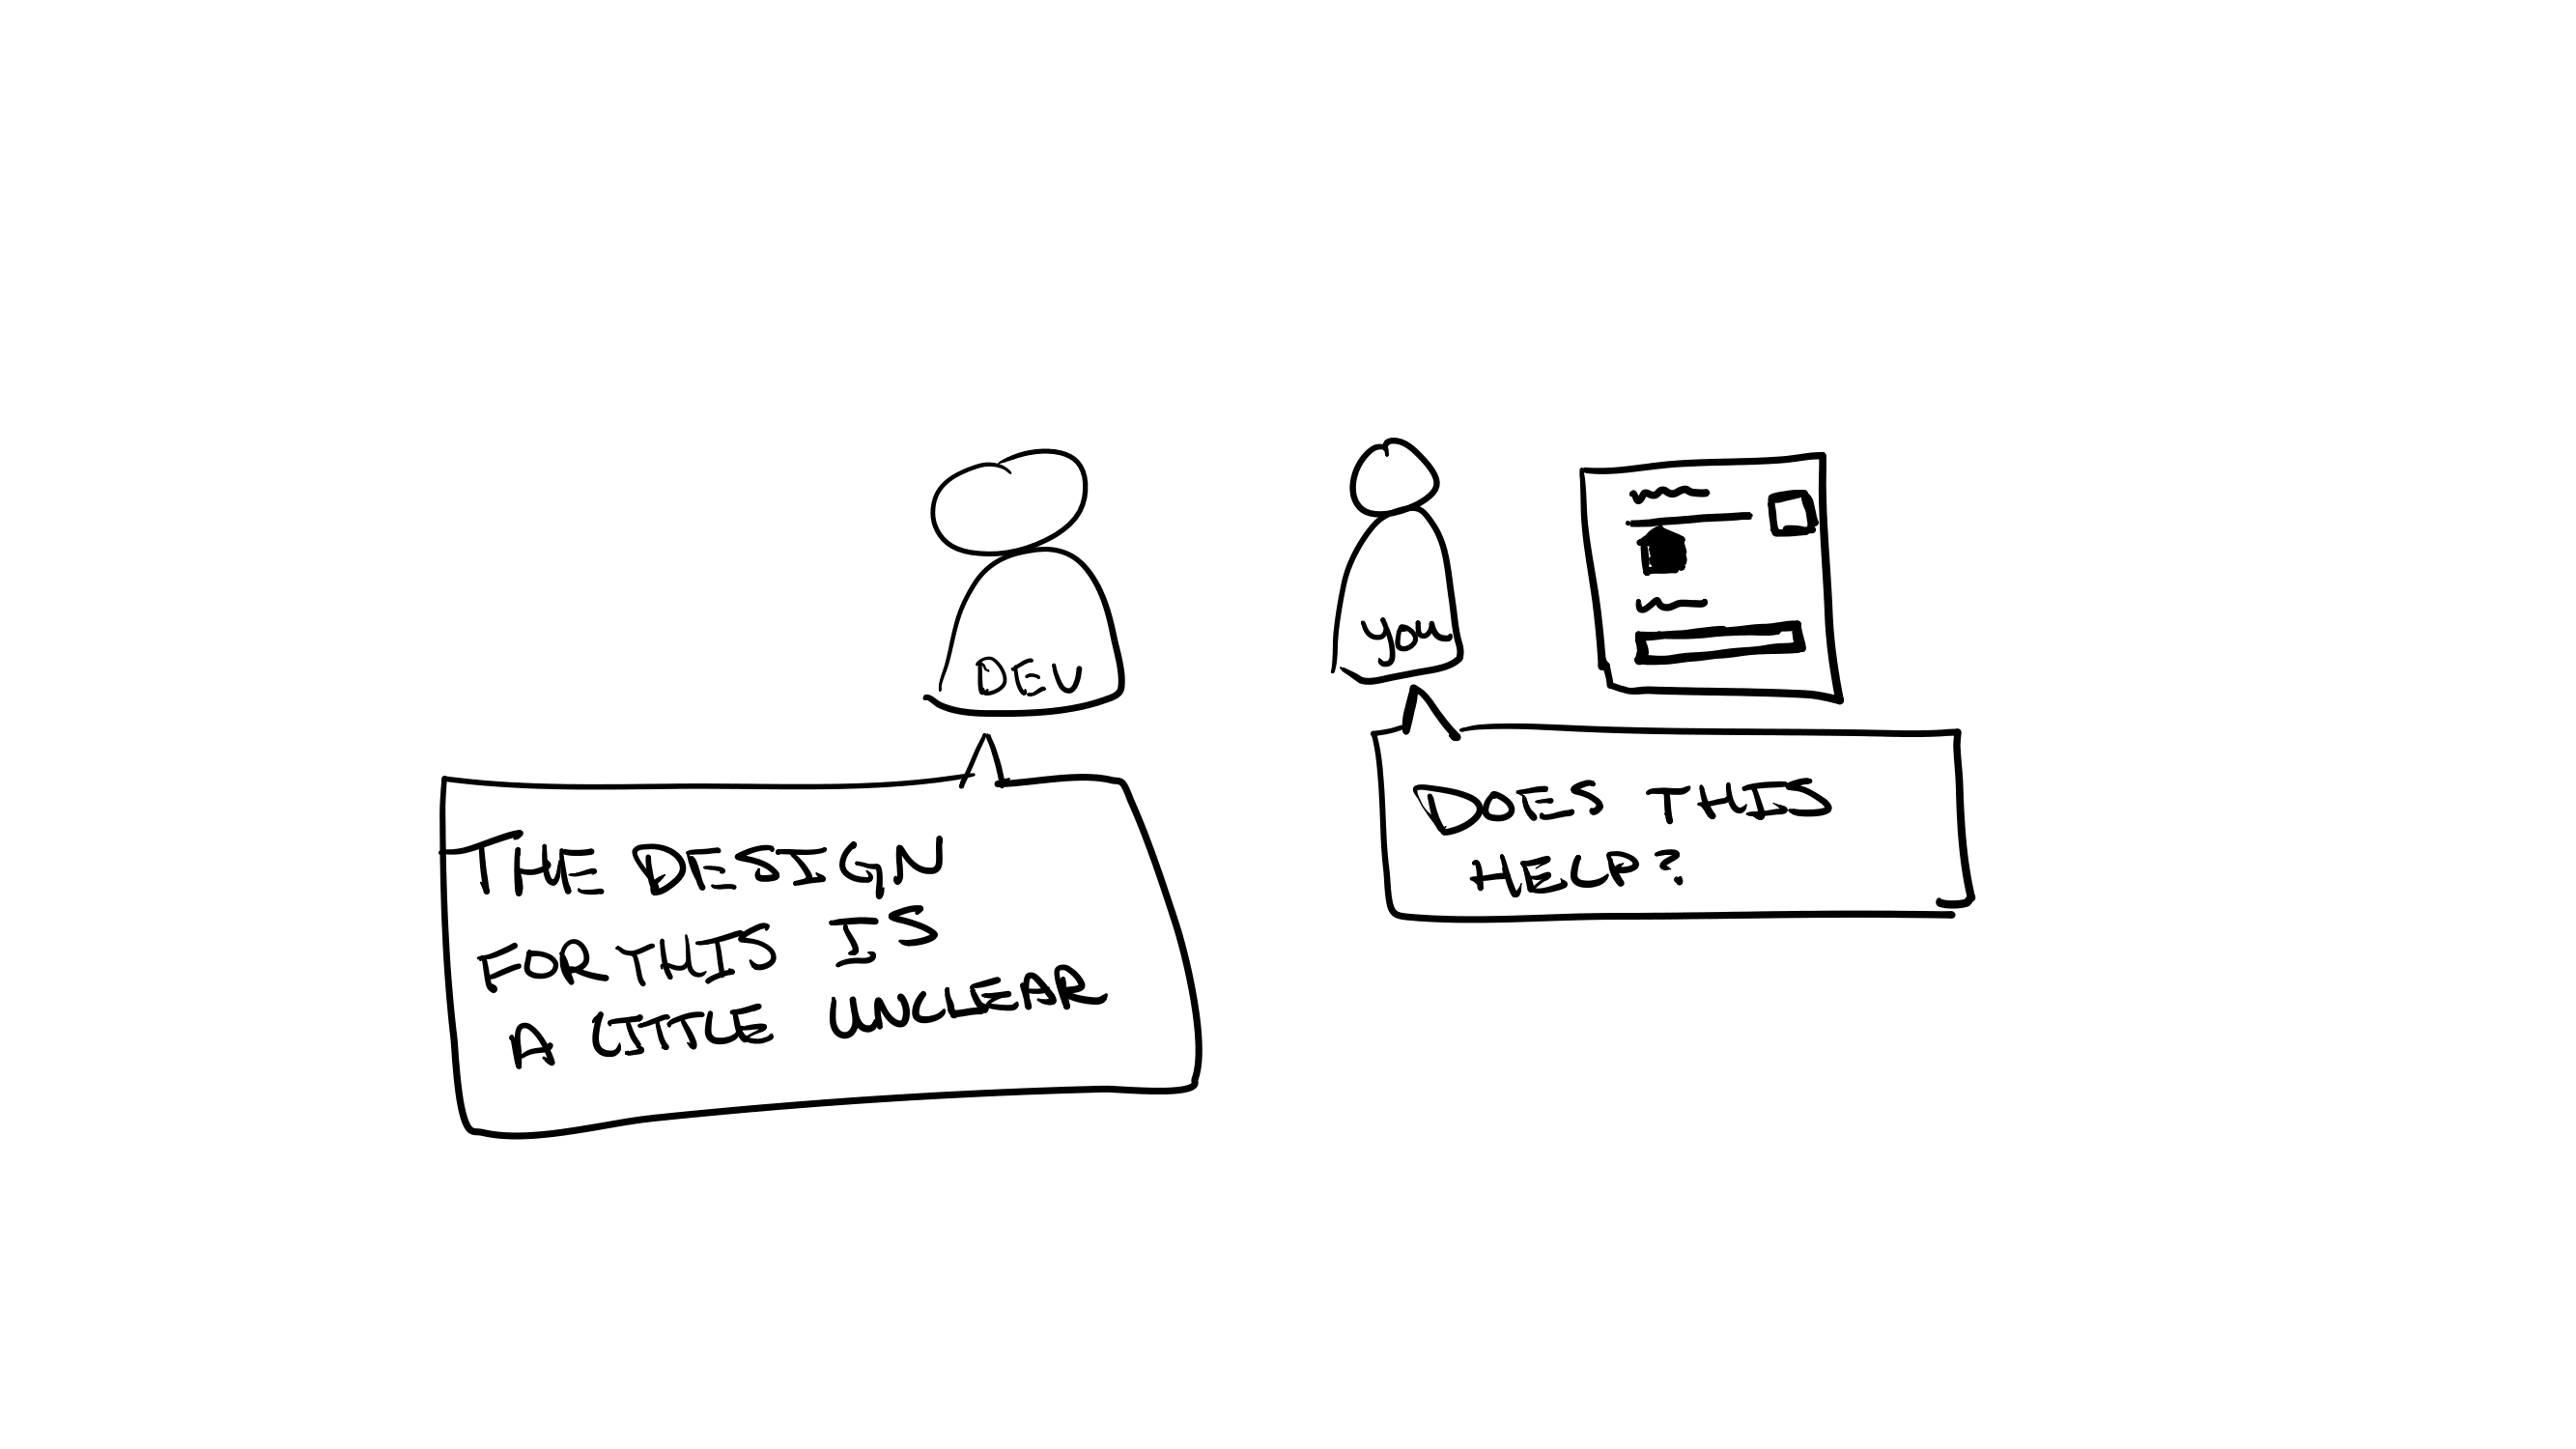 DEV
THE DESIGN
FOR THIS IS
A LITTLE UNCLEAR
you
DOES THIS
HELP?